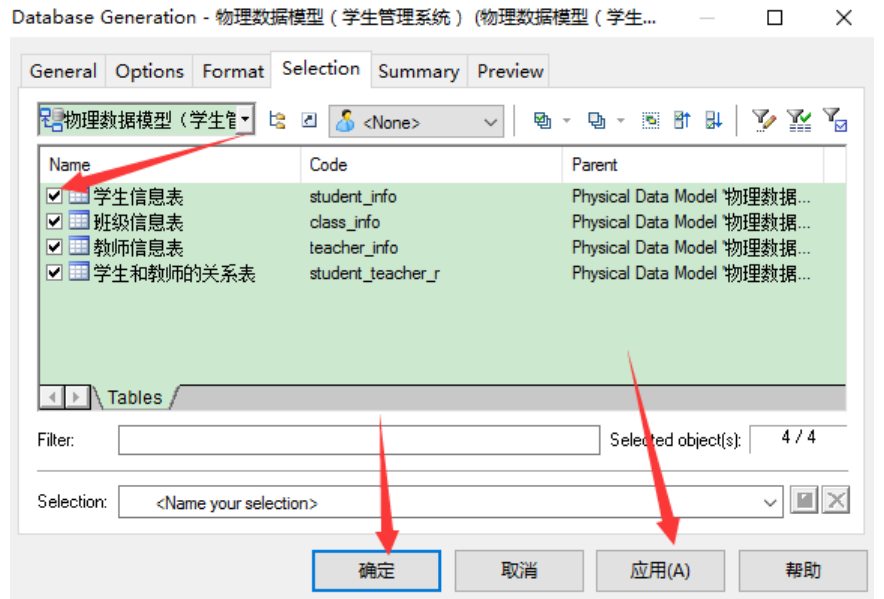 Database Generation - 物理数据模型（学生管理系统）(物理数据模型（学生...
General Options Format Selection Summary Preview
物理数据模型（学生管 <None>
Name Code Parent
学生信息表 student_info Physical Data Model '物理数据...
班级信息表 class_info Physical Data Model '物理数据...
教师信息表 teacher_info Physical Data Model '物理数据...
学生和教师的关系表 student_teacher_r Physical Data Model '物理数据...
Tables
Filter: Selected object(s): 4 / 4
Selection: <Name your selection>
确定 取消 应用(A) 帮助